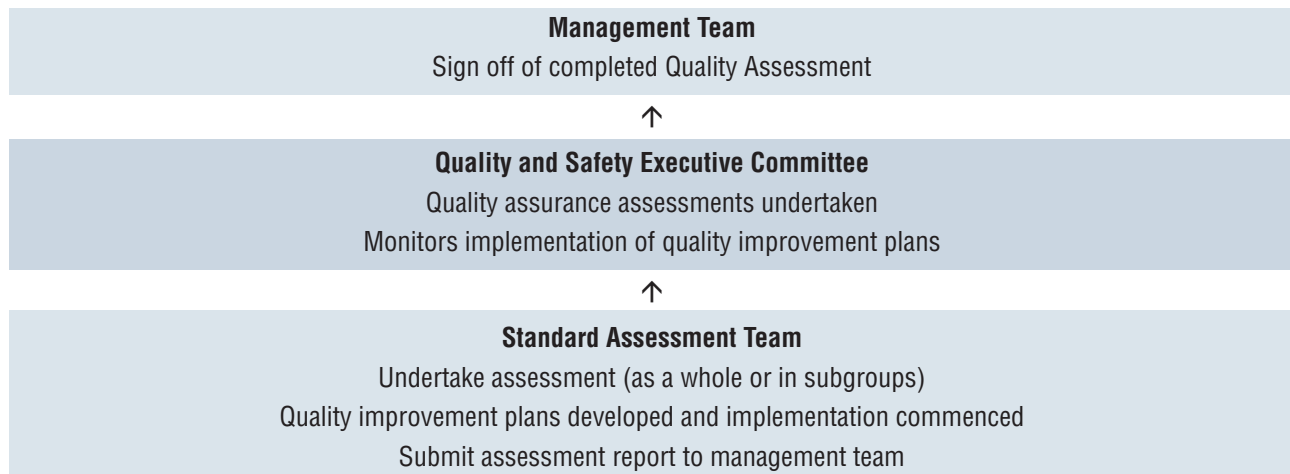 Management Team
Sign off of completed Quality Assessment
↑
Quality and Safety Executive Committee
Quality assurance assessments undertaken
Monitors implementation of quality improvement plans
↑
Standard Assessment Team
Undertake assessment (as a whole or in subgroups)
Quality improvement plans developed and implementation commenced
Submit assessment report to management team